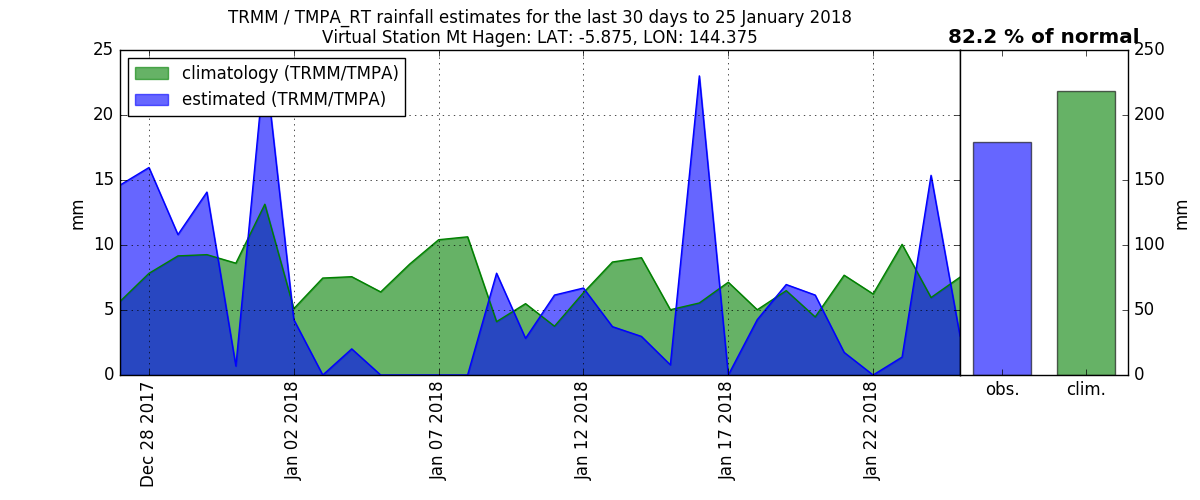 TRMM / TMPA_RT rainfall estimates for the last 30 days to 25 January 2018
Virtual Station Mt Hagen: LAT: -5.875, LON: 144.375
82.2 % of normal
climatology (TRMM/TMPA)
estimated (TRMM/TMPA)
25
20
15
10
5
0
mm
250
200
150
100
50
0
mm
Dec 28 2017
Jan 02 2018
Jan 07 2018
Jan 12 2018
Jan 17 2018
Jan 22 2018
obs.
clim.